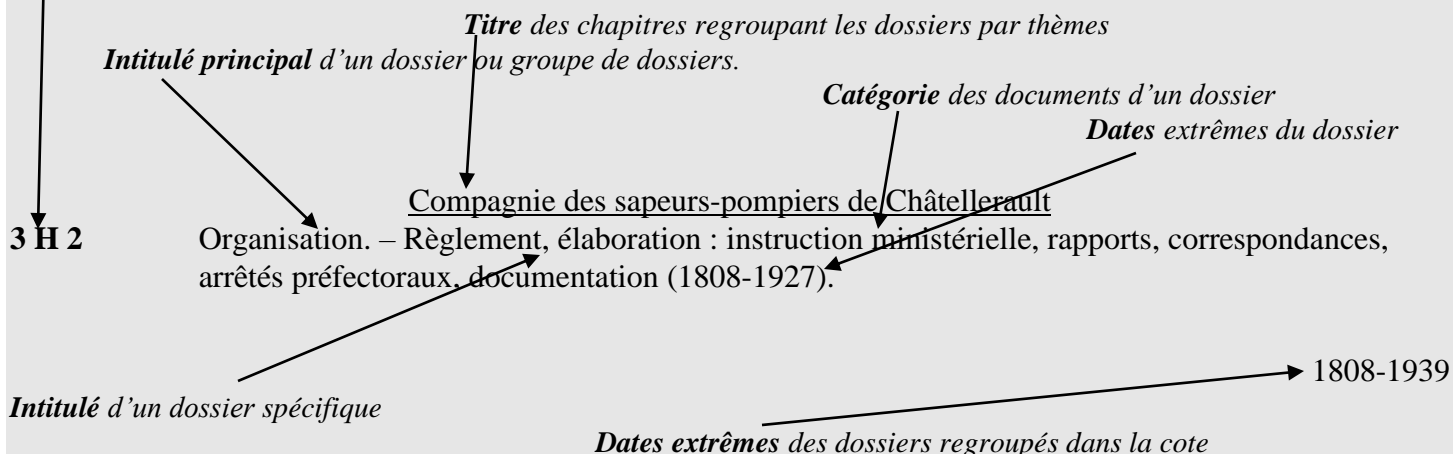 Titre des chapitres regroupant les dossiers par thèmes
Intitulé principal d’un dossier ou groupe de dossiers.
Catégorie des documents d’un dossier
Dates extrêmes du dossier
Compagnie des sapeurs-pompiers de Châtellerault
3 H 2 Organisation. – Règlement, élaboration : instruction ministérielle, rapports, correspondances,
arrêtés préfectoraux, documentation (1808-1927).
1808-1939
Intitulé d’un dossier spécifique
Dates extrêmes des dossiers regroupés dans la cote